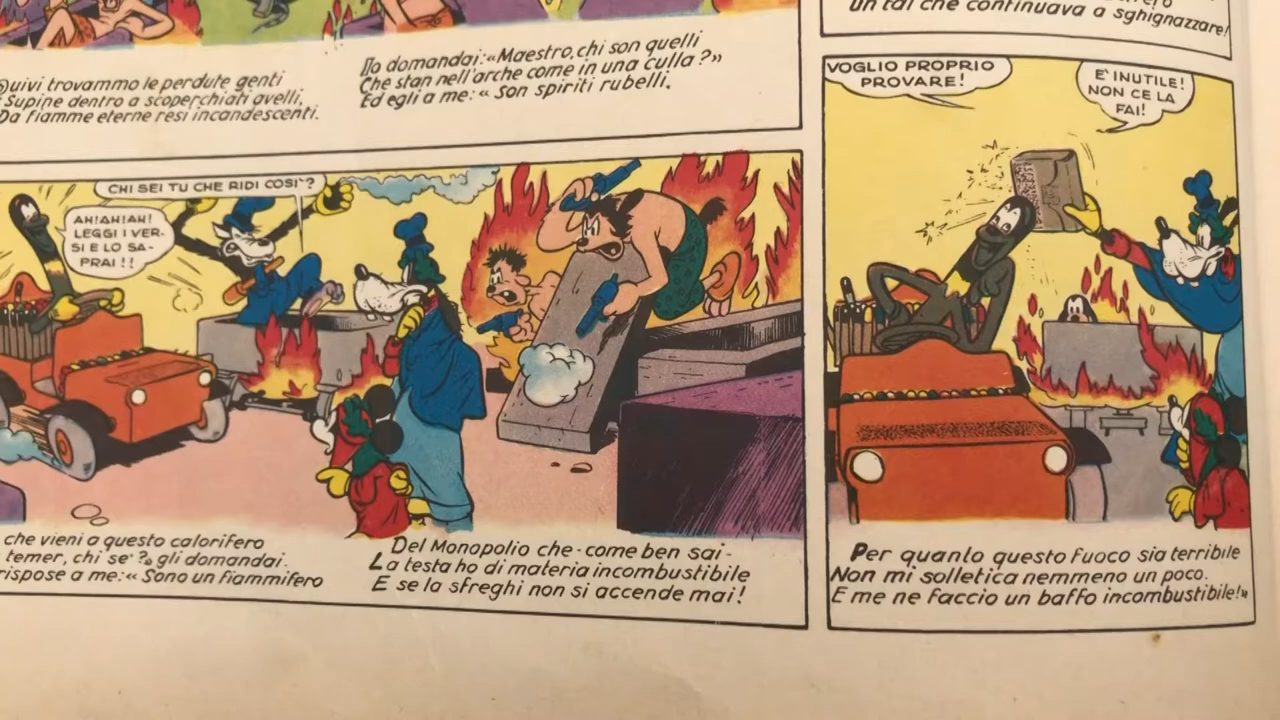 un tal che continuava a sghignazzare!
Quivi trovammo le perdute genti
Supine dentro a scoperchiati avelli,
Da fiamme eterne resi incandescenti.
Io domandai: «Maestro, chi son quelli
Che stan nell'arche come in una culla?»
Ed egli a me: « Son spiriti rubelli,
CHI SEI TU CHE RIDI COSI'?
AH! AH! AH!
LEGGI I VER-
SI E LO SA-
PRAI!!
che vieni a questo calorifero
temer, chi se'?» gli domandai.
rispose a me: « Sono un fiammifero
Del Monopolio che - come ben sai -
La testa ho di materia incombustibile
E se la sfreghi non si accende mai!
VOGLIO PROPRIO
PROVARE!
E' INUTILE!
NON CE LA
FAI!
Per quanto questo fuoco sia terribile
Non mi solletica nemmeno un poco.
E me ne faccio un baffo incombustibile!»